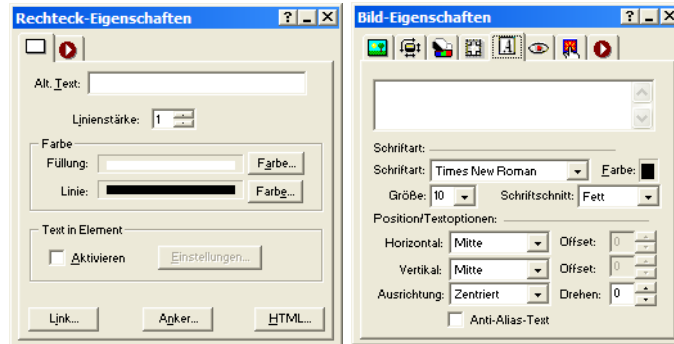 Rechteck-Eigenschaften
Alt. Text:
Linienstärke: 1
Farbe
Füllung: Farbe...
Linie: Farbe...
Text in Element
Aktivieren Einstellungen...
Link... Anker... HTML...
Bild-Eigenschaften
A
Schriftart:
Schriftart: Times New Roman Farbe:
Größe: 10 Schriftschnitt: Fett
Position/Textoptionen:
Horizontal: Mitte Offset: 0
Vertikal: Mitte Offset: 0
Ausrichtung: Zentriert Drehen: 0
Anti-Alias-Text